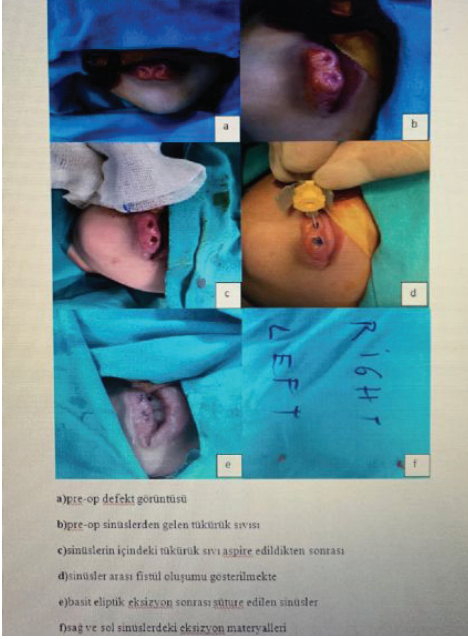 a
b
c
d
e
LEFT
RIGHT
f
a)pre-op defekt görüntüsü
b)pre-op sinüslerden gelen tükürük sıvısı
c)sinüslerin içindeki tükürük sıvı aspire edildikten sonrası
d)sinüsler arası fistül oluşumu gösterilmekte
e)basit eliptik eksizyon sonrası süture edilen sinüsler
f)sağ ve sol sinüslerdeki eksizyon materyalleri